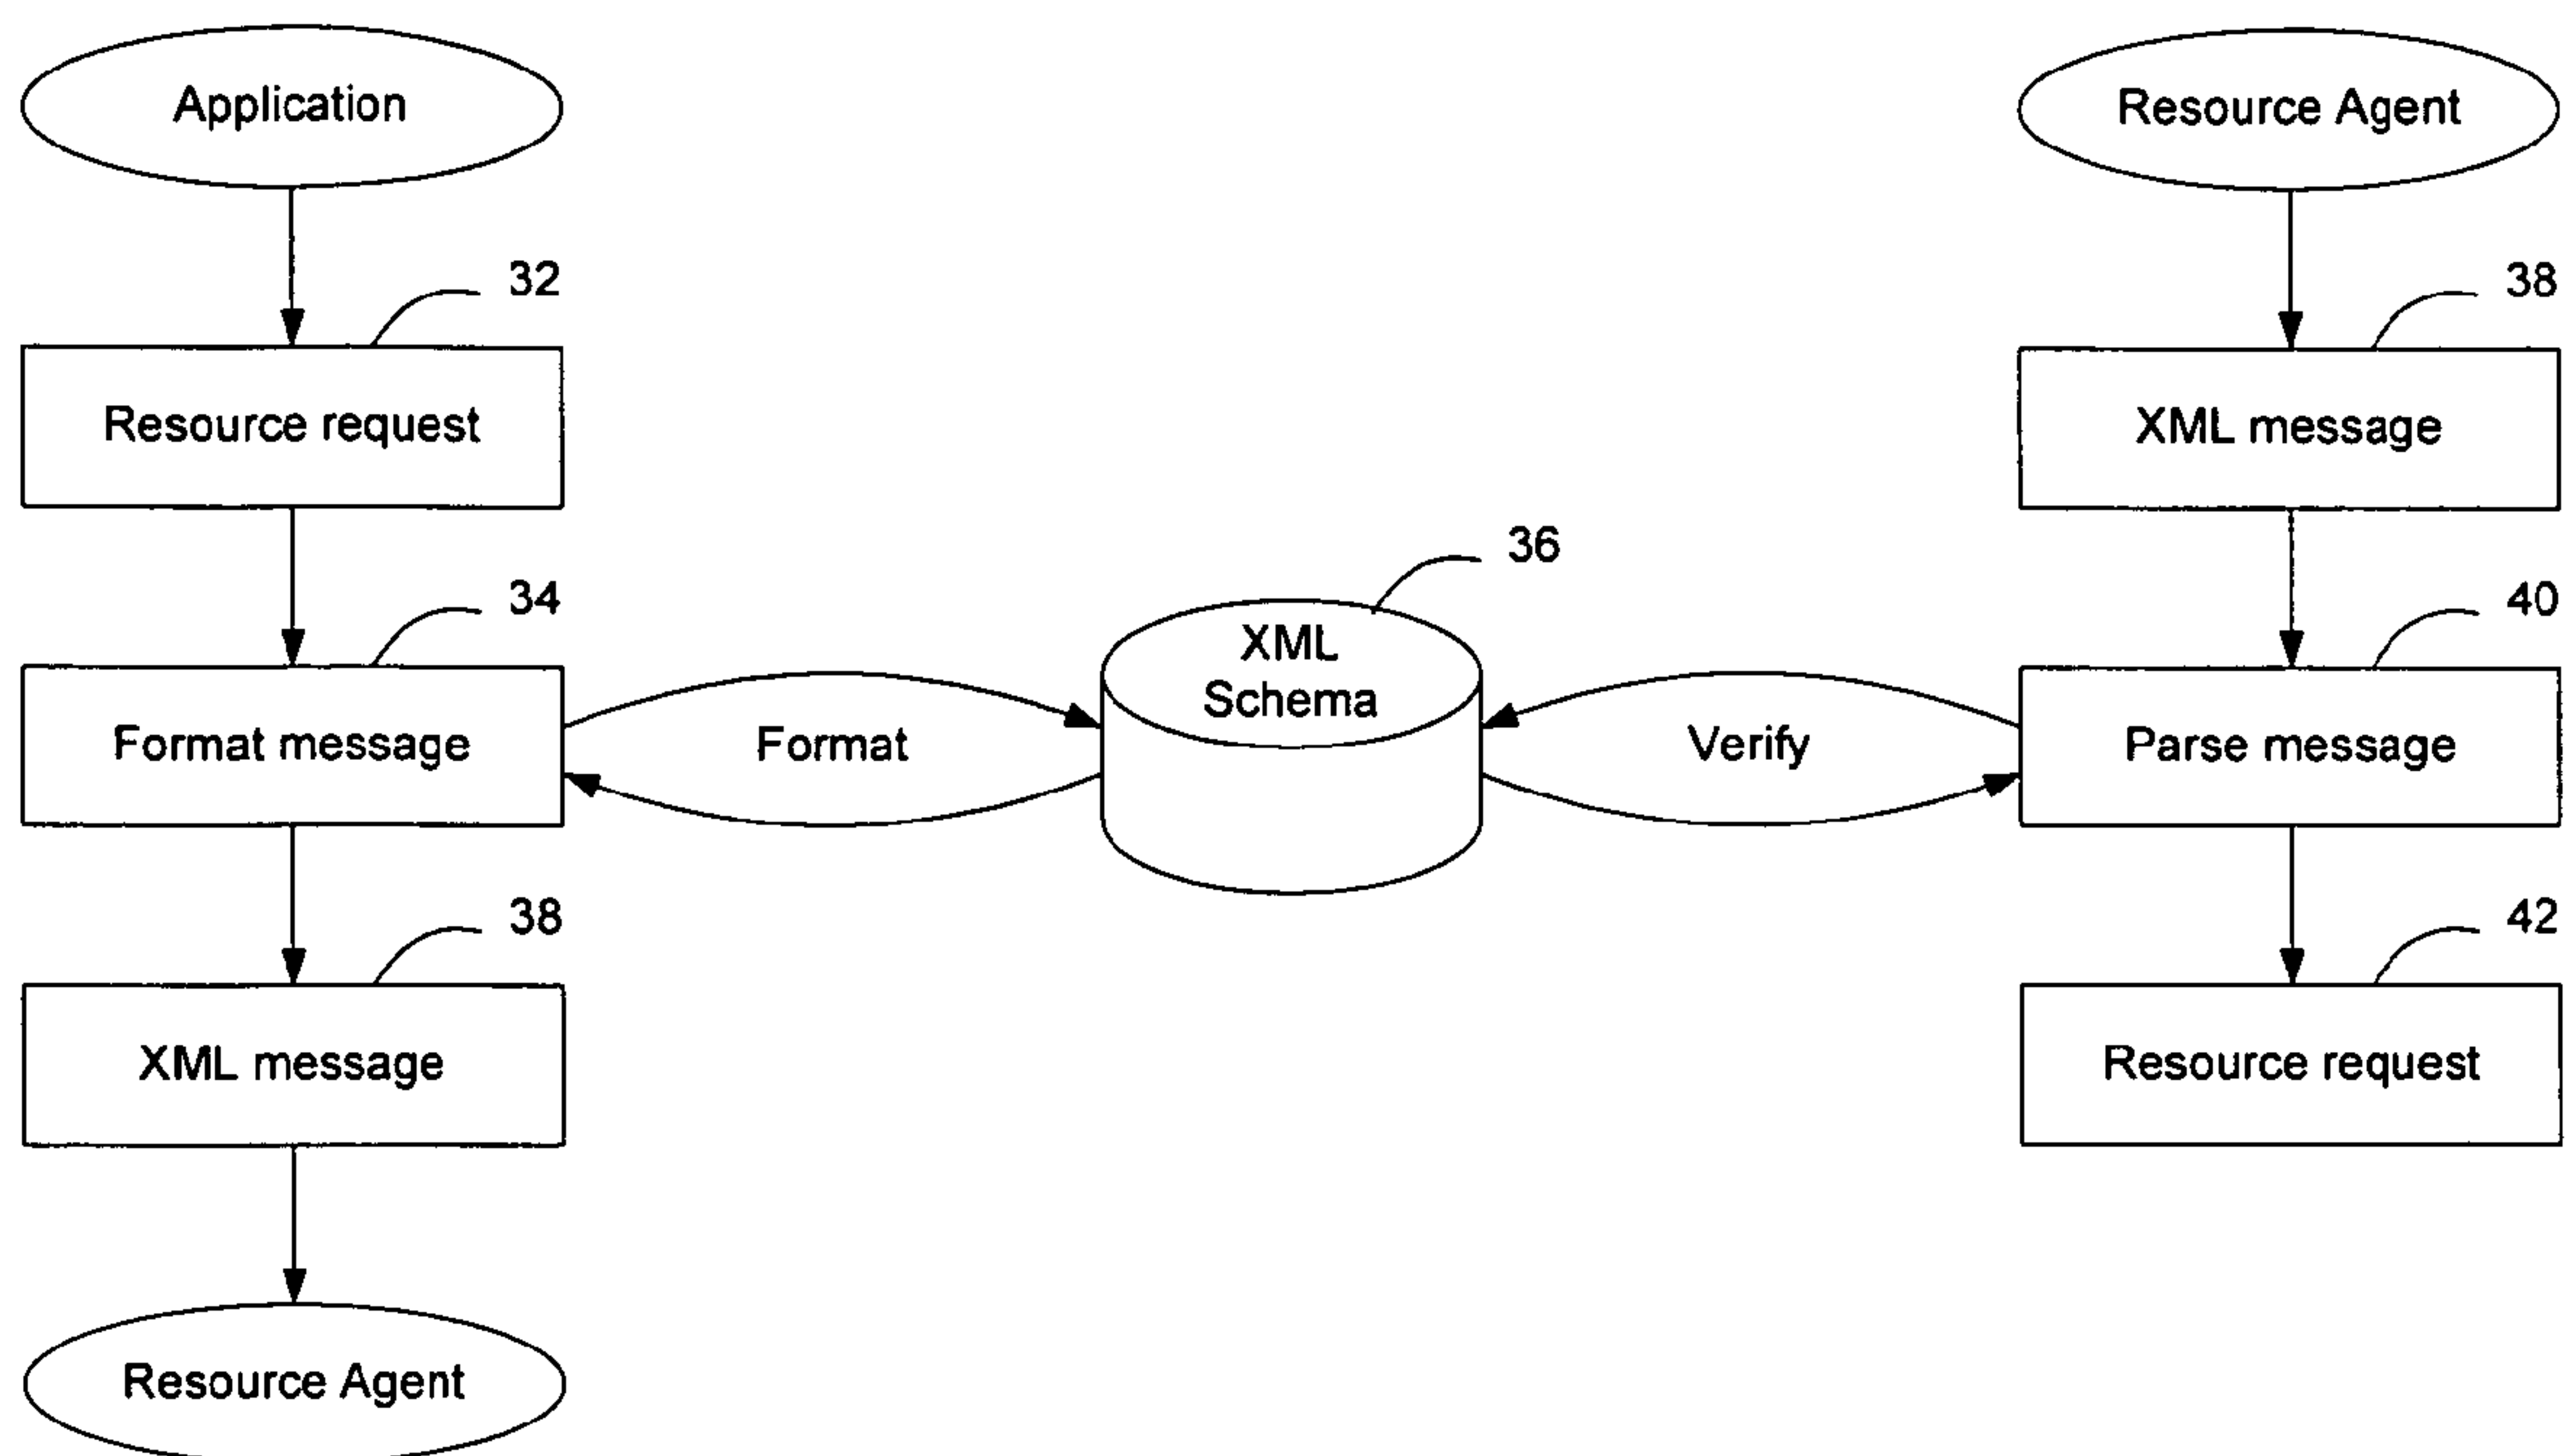 Application
Resource Agent
32
38
Resource request
XML message
36
34
40
XML
Schema
Format message
Format
Verify
Parse message
38
42
XML message
Resource request
Resource Agent